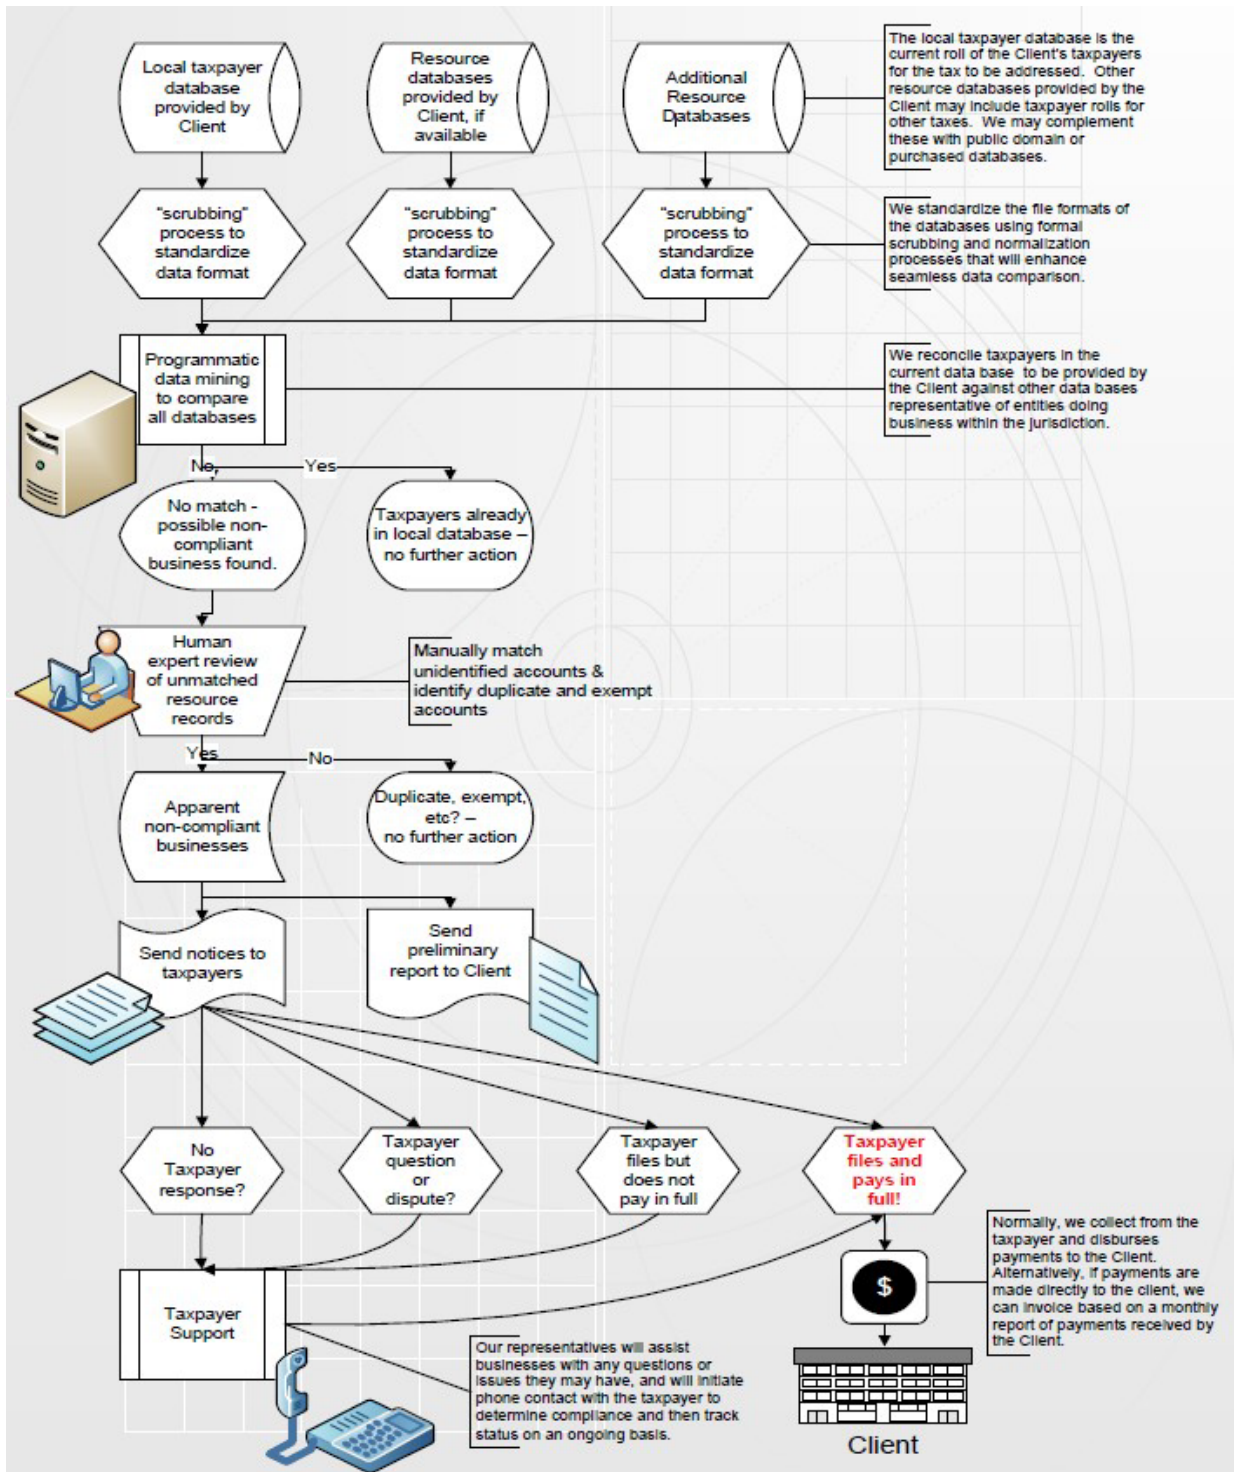 Local taxpayer
database
provided by
Client
Resource
databases
provided by
Client, if
available
Additional
Resource
Databases
The local taxpayer database is the
current roll of the Client's taxpayers
for the tax to be addressed.  Other
resource databases provided by the
Client may include taxpayer rolls for
other taxes.  We may complement
these with public domain or
purchased databases.
"scrubbing"
process to
standardize
data format
"scrubbing"
process to
standardize
data format
"scrubbing"
process to
standardize
data format
We standardize the file formats of
the databases using formal
scrubbing and normalization
processes that will enhance
seamless data comparison.
Programmatic
data mining
to compare
all databases
We reconcile taxpayers in the
current data base  to be provided by
the Client against other data bases
representative of entities doing
business within the jurisdiction.
No
Yes
No match -
possible non-
compliant
business found.
Taxpayers already
in local database –
no further action
Human
expert review
of unmatched
resource
records
Manually match
unidentified accounts &
identify duplicate and exempt
accounts
Yes
No
Apparent
non-compliant
businesses
Duplicate, exempt,
etc? –
no further action
Send notices to
taxpayers
Send
preliminary
report to Client
No
Taxpayer
response?
Taxpayer
question
or
dispute?
Taxpayer
files but
does not
pay in full
Taxpayer
files and
pays in
full!
Normally, we collect from the
taxpayer and disburses
payments to the Client.
Alternatively, if payments are
made directly to the client, we
can invoice based on a monthly
report of payments received by
the Client.
$
Taxpayer
Support
Our representatives will assist
businesses with any questions or
issues they may have, and will initiate
phone contact with the taxpayer to
determine compliance and then track
status on an ongoing basis.
Client